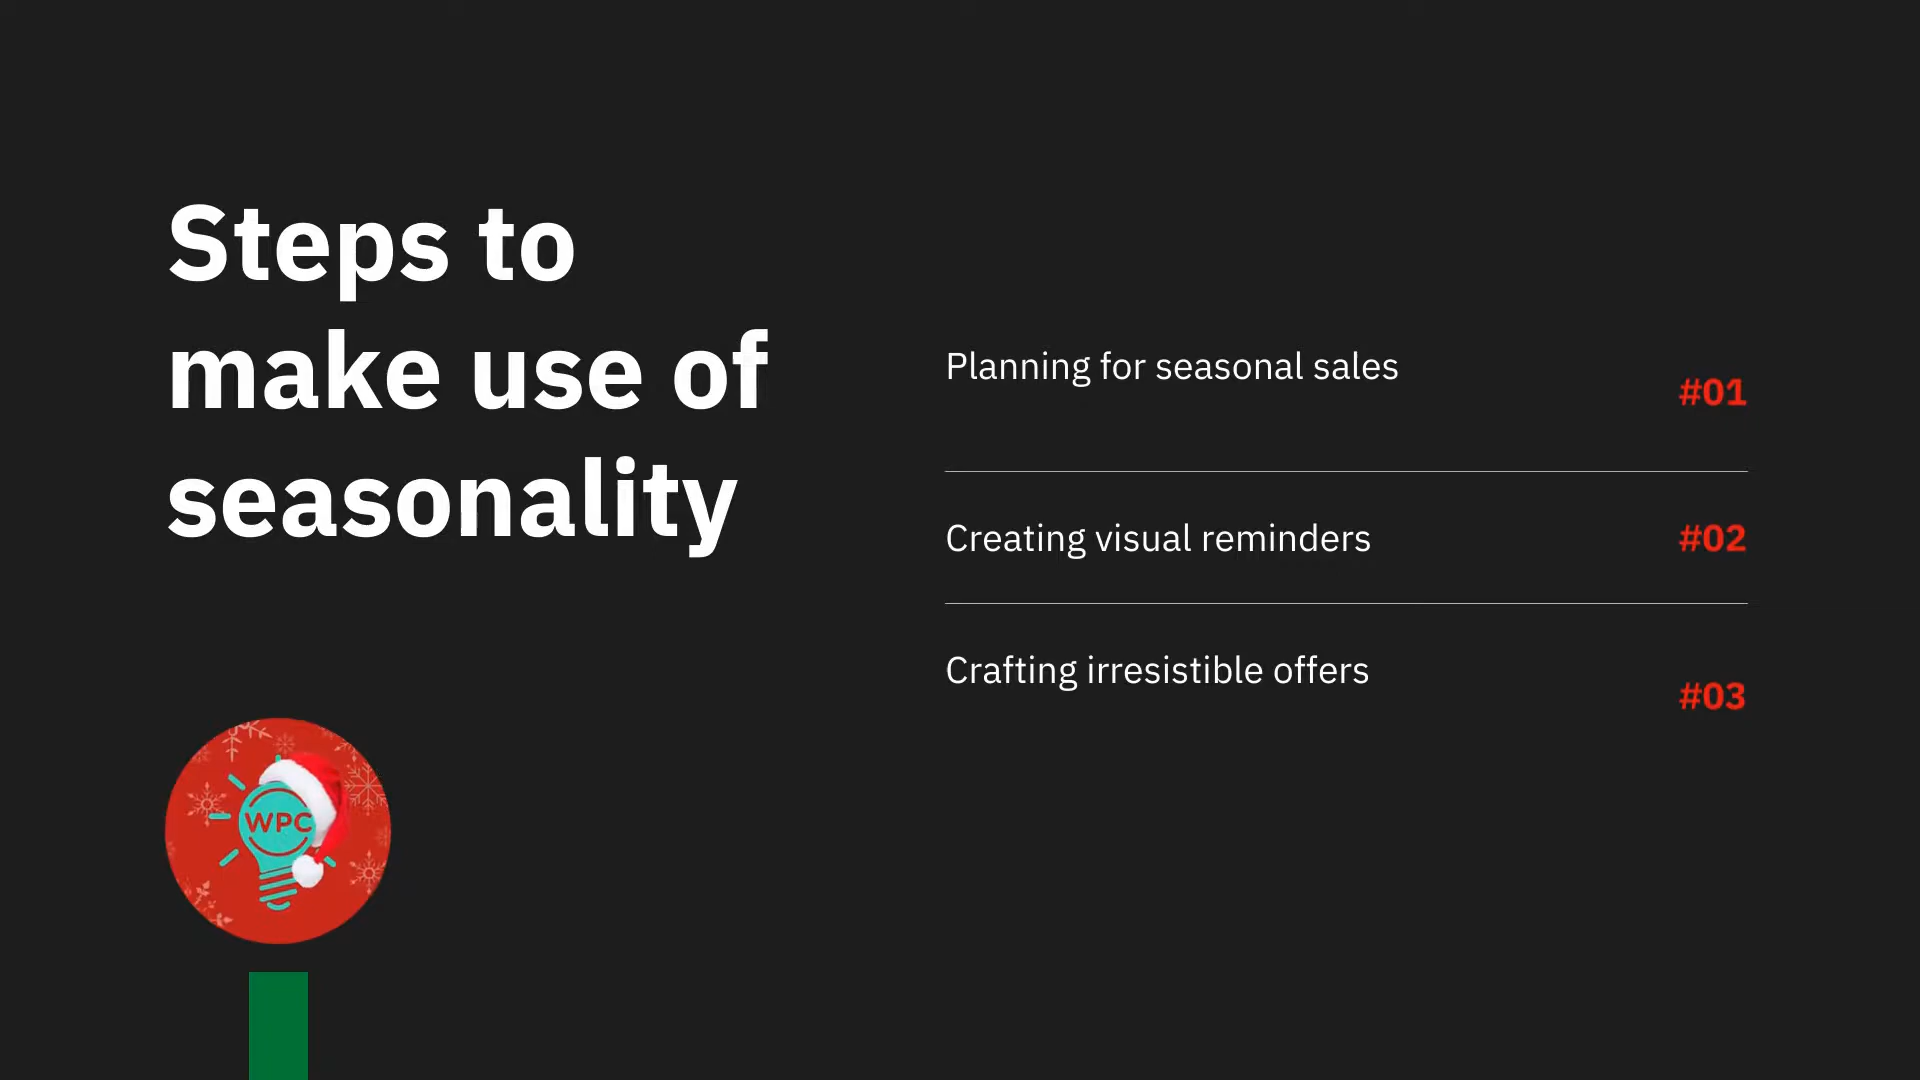 Steps to
make use of
seasonality
Planning for seasonal sales
#01
Creating visual reminders
#02
Crafting irresistible offers
#03
WPC